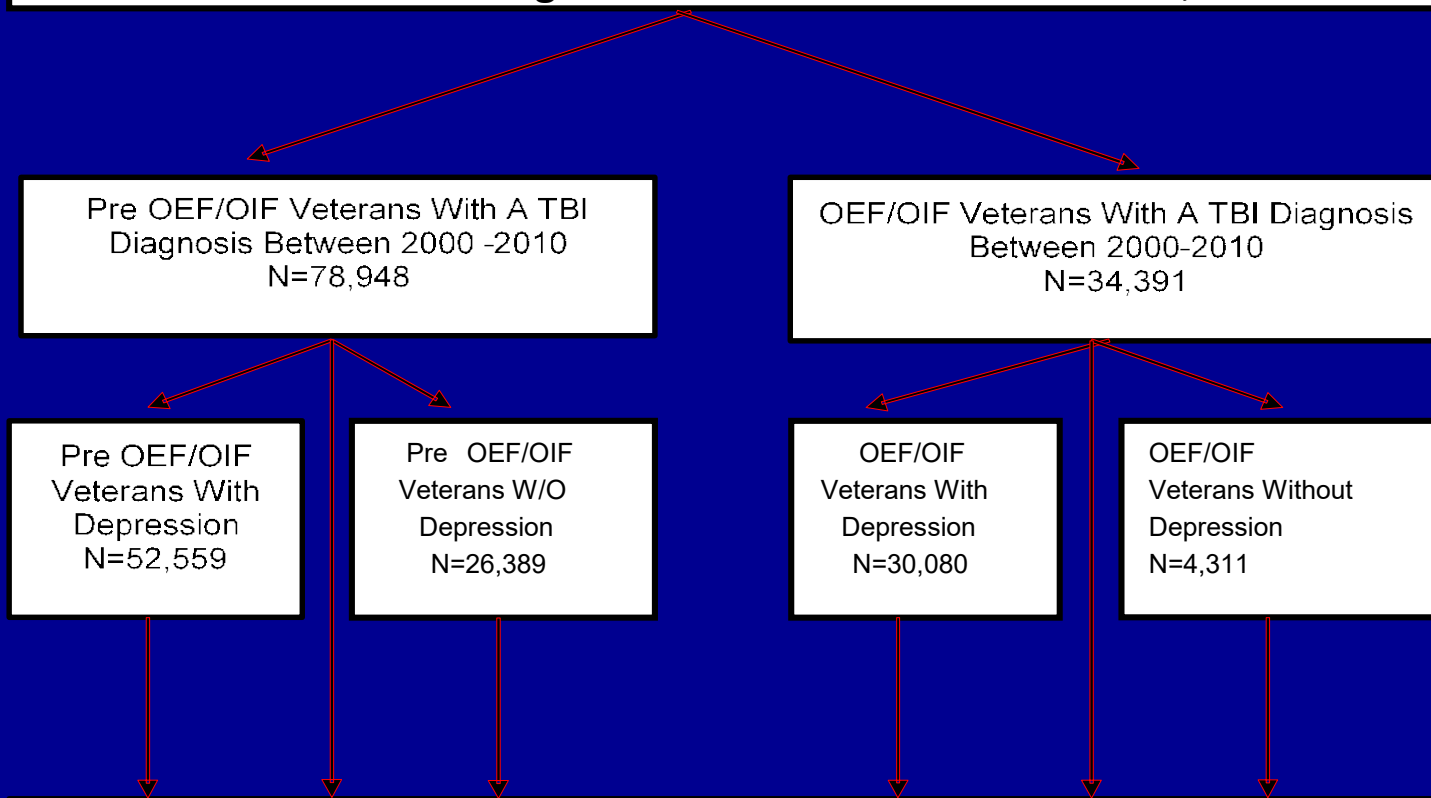 Pre OEF/OIF Veterans With A TBI
Diagnosis Between 2000 -2010
N=78,948
OEF/OIF Veterans With A TBI Diagnosis
Between 2000-2010
N=34,391
Pre OEF/OIF
Veterans With
Depression
N=52,559
Pre OEF/OIF
Veterans W/O
Depression
N=26,389
OEF/OIF
Veterans With
Depression
N=30,080
OEF/OIF
Veterans Without
Depression
N=4,311